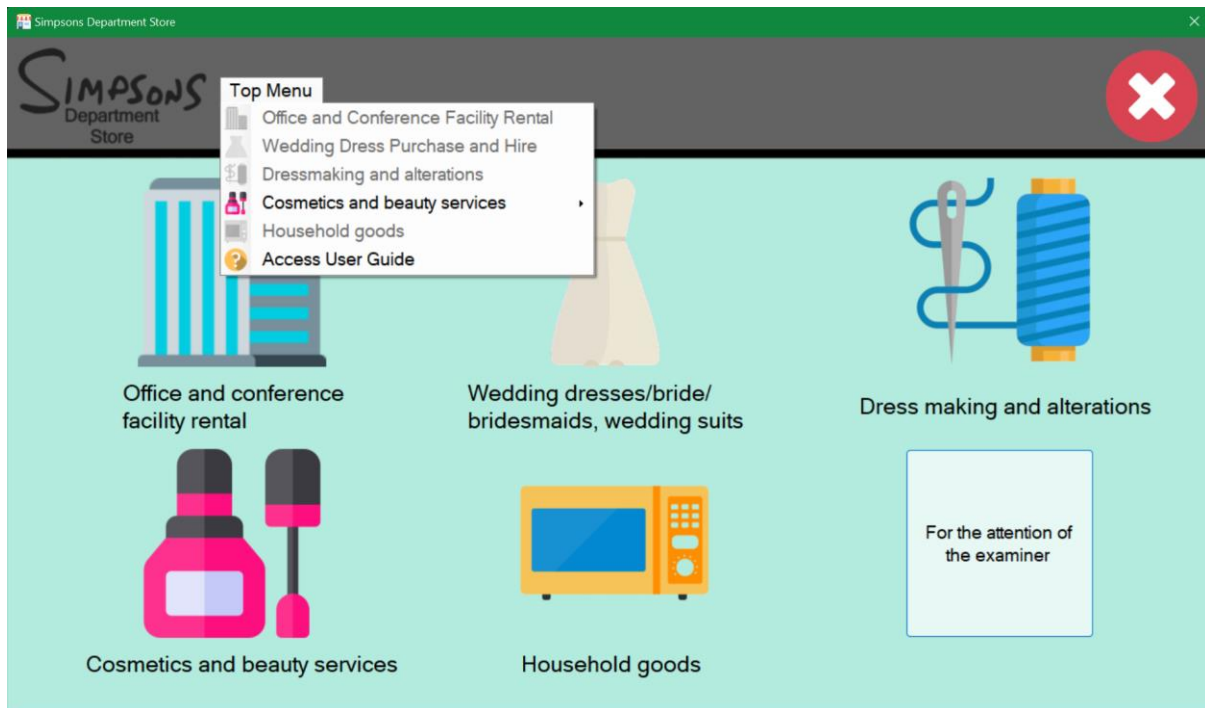 Simpsons Department Store
SIMPSONS
Department
Store
Top Menu
Office and Conference Facility Rental
Wedding Dress Purchase and Hire
Dressmaking and alterations
Cosmetics and beauty services
Household goods
Access User Guide
Office and conference
facility rental
Wedding dresses/bride/
bridesmaids, wedding suits
Dress making and alterations
Cosmetics and beauty services
Household goods
For the attention of
the examiner